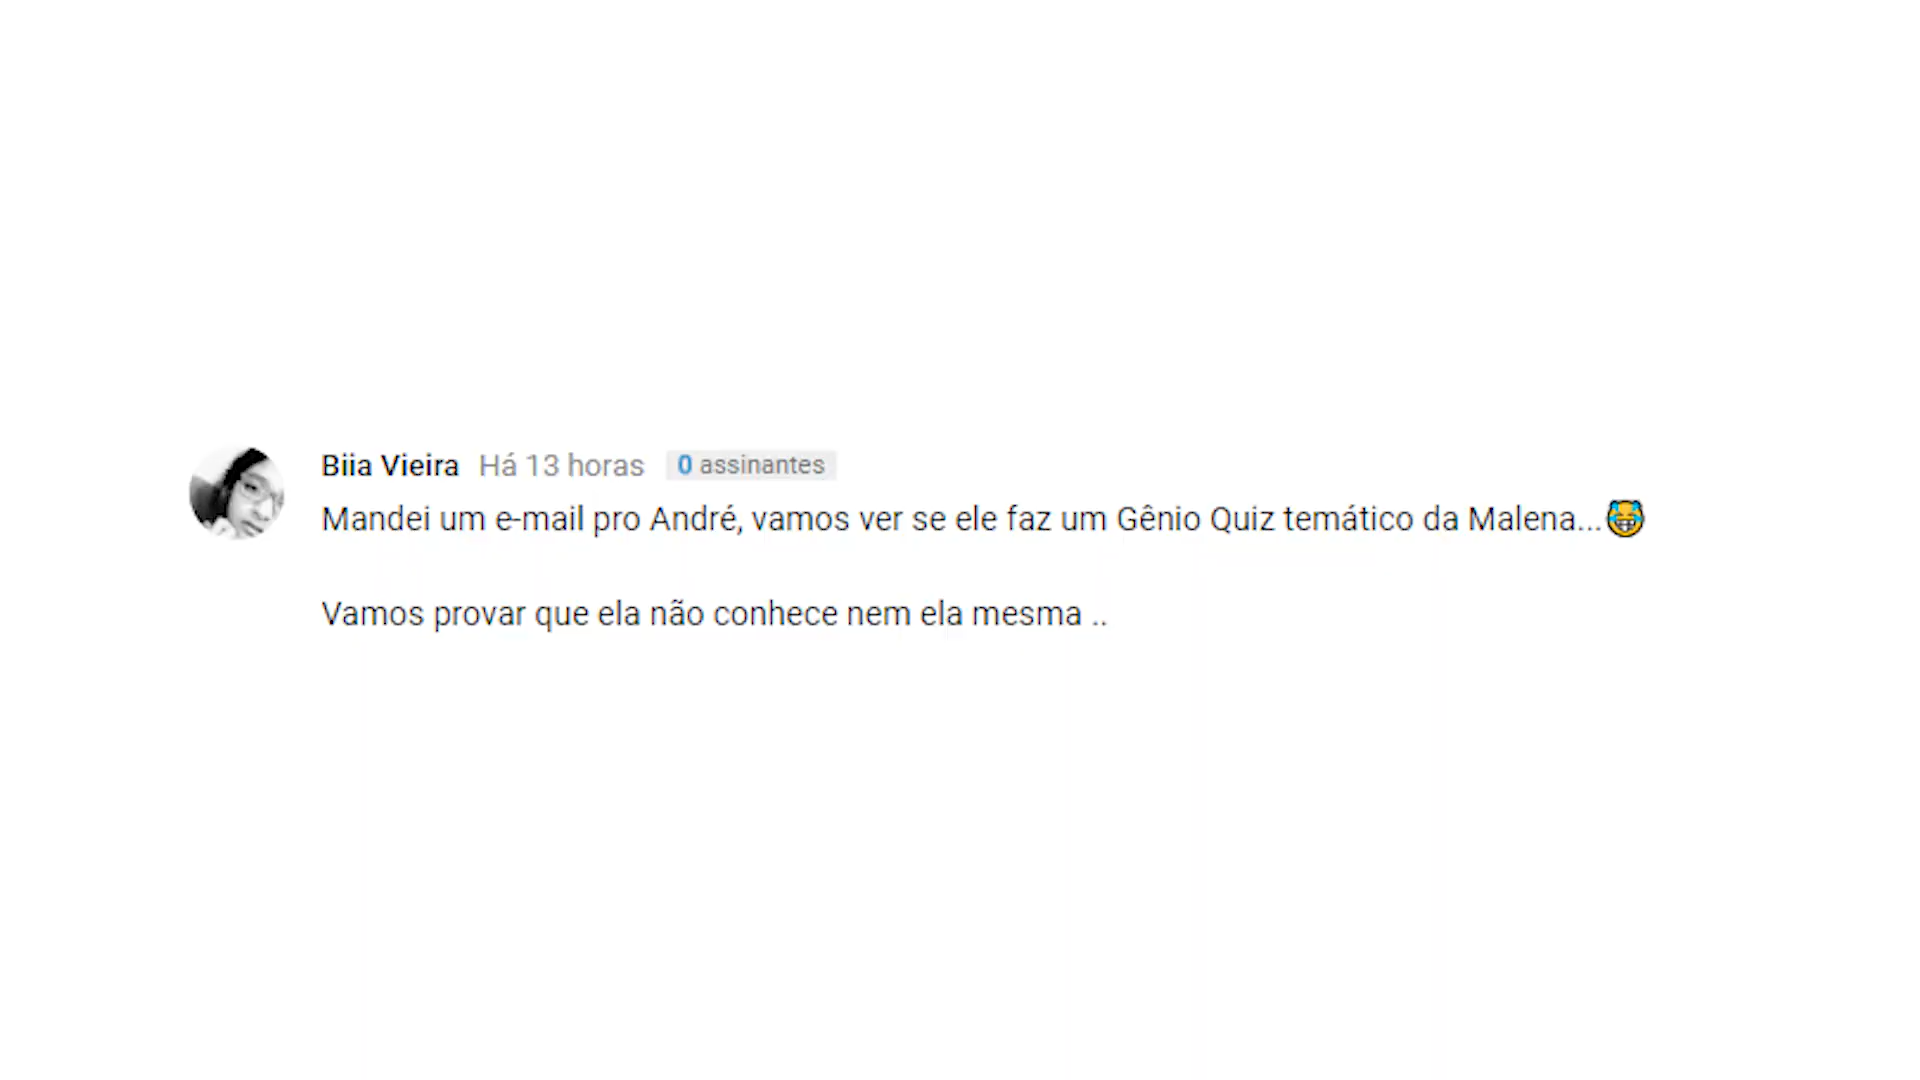 Biia Vieira Há 13 horas 0 assinantes
Mandei um e-mail pro André, vamos ver se ele faz um Gênio Quiz temático da Malena...😹
Vamos provar que ela não conhece nem ela mesma ..